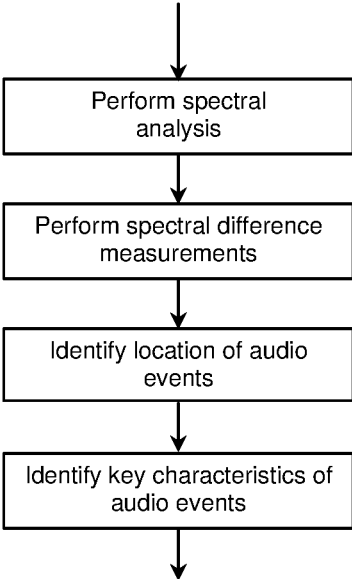 Perform spectral
analysis
Perform spectral difference
measurements
Identify location of audio
events
Identify key characteristics of
audio events